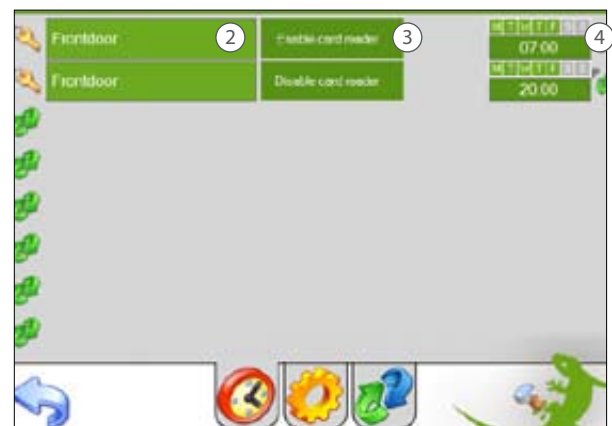 Frontdoor 2 Enable card reader 3 M T W T F S S 4
07:00
Frontdoor Disable card reader M T W T F S S
20:00